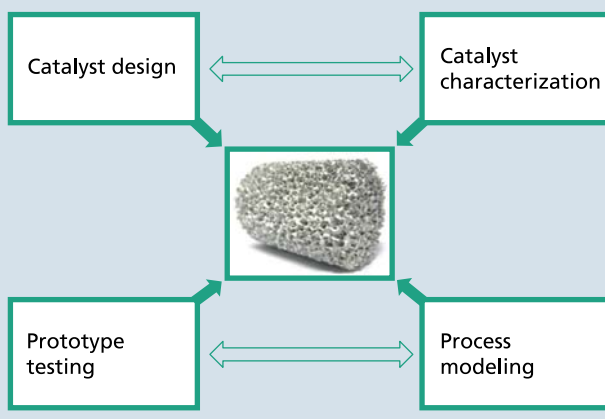 Catalyst design
Catalyst
characterization
Prototype
testing
Process
modeling